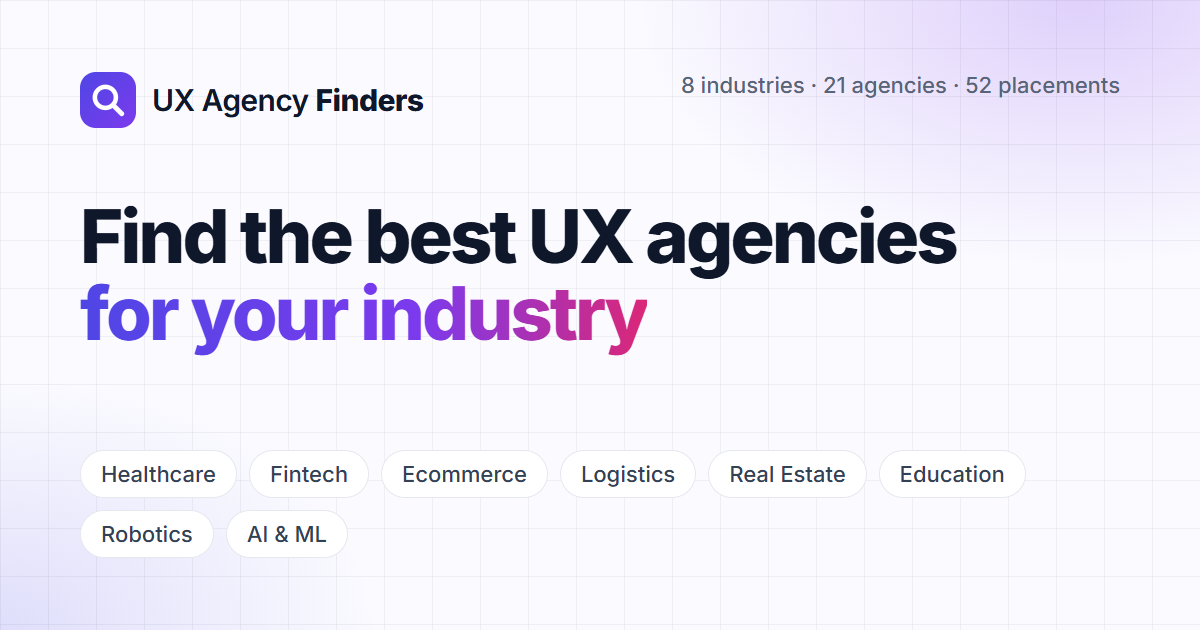 UX Agency Finders
8 industries · 21 agencies · 52 placements
Find the best UX agencies
for your industry
Healthcare
Fintech
Ecommerce
Logistics
Real Estate
Education
Robotics
AI & ML